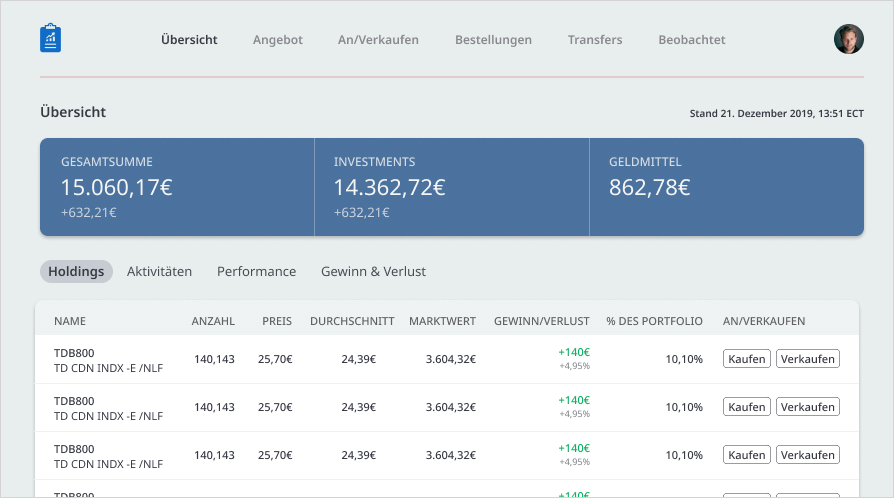 Übersicht Angebot An/Verkaufen Bestellungen Transfers Beobachtet
Übersicht
Stand 21. Dezember 2019, 13:51 ECT
GESAMTSUMME INVESTMENTS GELDMITTEL
15.060,17€ 14.362,72€ 862,78€
+632,21€ +632,21€
Holdings Aktivitäten Performance Gewinn & Verlust
NAME ANZAHL PREIS DURCHSCHNITT MARKTWERT GEWINN/VERLUST % DES PORTFOLIO AN/VERKAUFEN
TDB800 +140€
140,143 25,70€ 24,39€ 3.604,32€ 10,10% Kaufen Verkaufen
TD CDN INDX -E /NLF +4,95%
TDB800 +140€
140,143 25,70€ 24,39€ 3.604,32€ 10,10% Kaufen Verkaufen
TD CDN INDX -E /NLF +4,95%
TDB800 +140€
140,143 25,70€ 24,39€ 3.604,32€ 10,10% Kaufen Verkaufen
TD CDN INDX -E /NLF +4,95%
TDB800 +140€